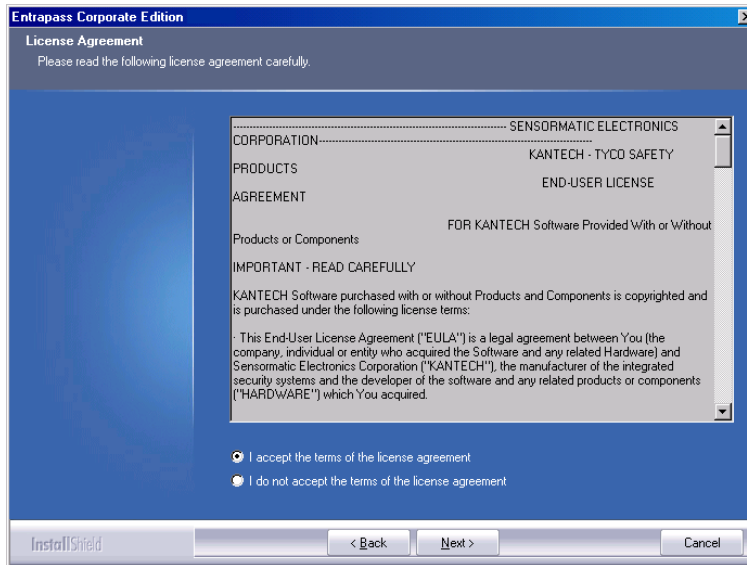 Entrapass Corporate Edition
License Agreement
Please read the following license agreement carefully.
------------------------------------------------------------------------------------ SENSORMATIC ELECTRONICS
CORPORATION------------------------------------------------------------------------------------
KANTECH - TYCO SAFETY
PRODUCTS
END-USER LICENSE
AGREEMENT
FOR KANTECH Software Provided With or Without
Products or Components
IMPORTANT - READ CAREFULLY
KANTECH Software purchased with or without Products and Components is copyrighted and
is purchased under the following license terms:
· This End-User License Agreement ("EULA") is a legal agreement between You (the
company, individual or entity who acquired the Software and any related Hardware) and
Sensormatic Electronics Corporation ("KANTECH"), the manufacturer of the integrated
security systems and the developer of the software and any related products or components
("HARDWARE") which You acquired.
I accept the terms of the license agreement
I do not accept the terms of the license agreement
InstallShield
< Back
Next >
Cancel